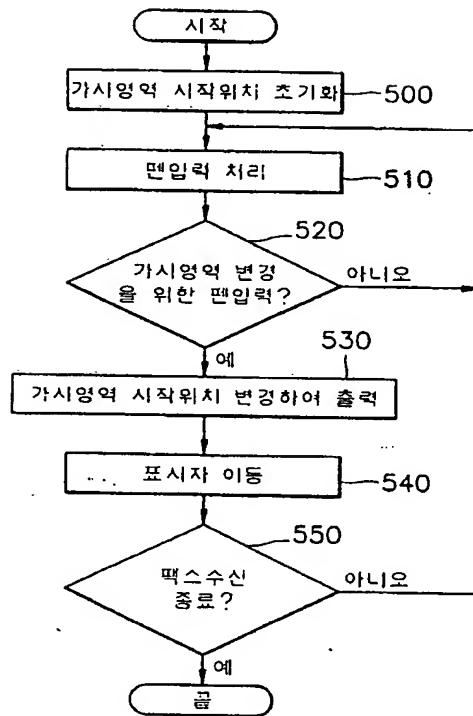 시작
가시영역 시작위치 초기화
500
펜입력 처리
510
520
가시영역 변경
을 위한 펜입력?
아니오
예
530
가시영역 시작위치 변경하여 출력
표시자 이동
540
550
팩스수신
종료?
아니오
예
끝